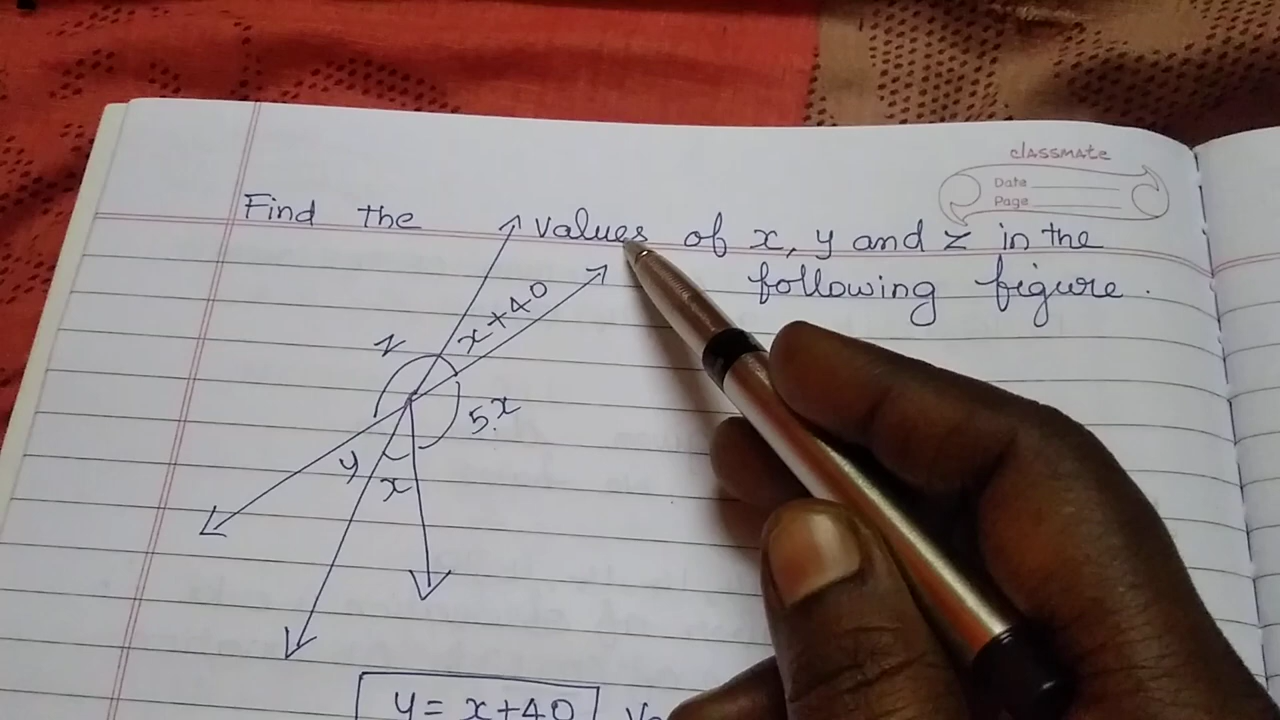 classmate
Date
Page
Find the values of x, y and z in the
following figure.
x+40
z
5x
y
x
y = x+40